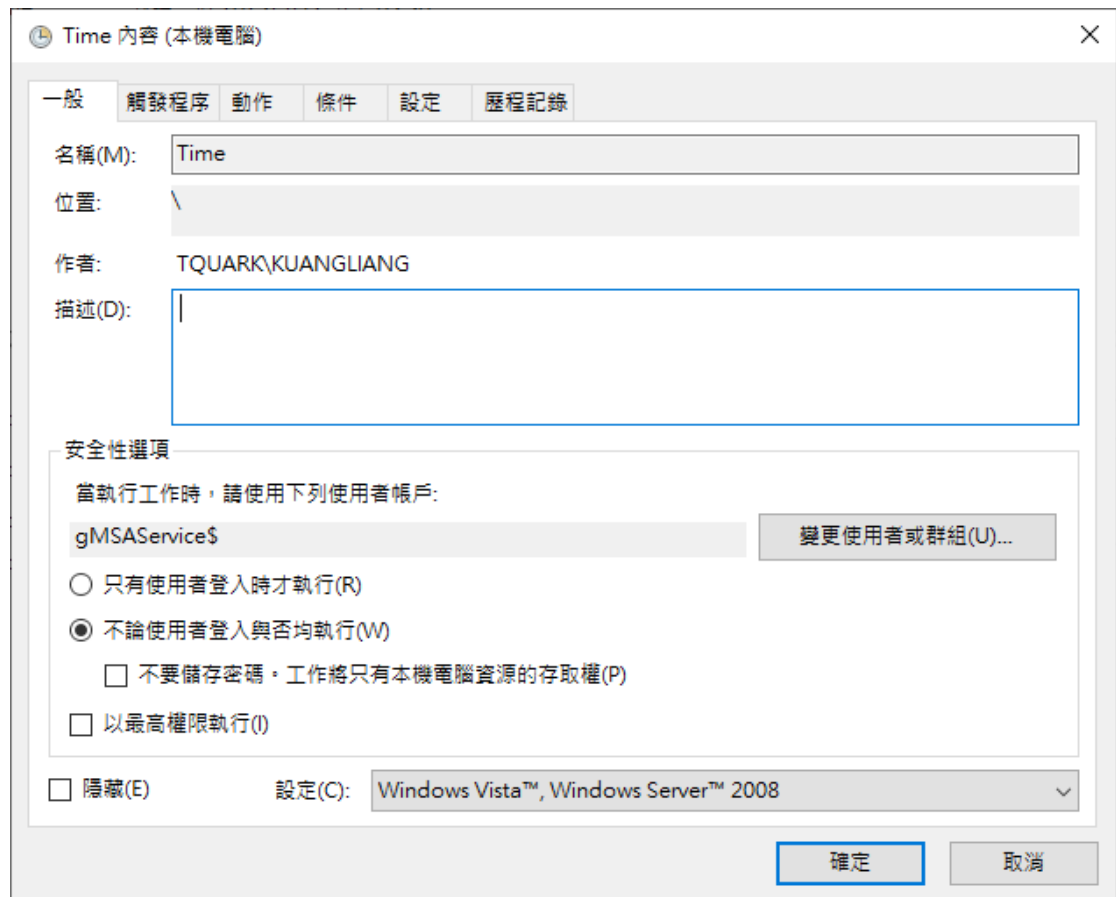 Time 內容 (本機電腦)
一般 觸發程序 動作 條件 設定 歷程記錄
名稱(M): Time
位置: \
作者: TQUARK\KUANGLIANG
描述(D):
安全性選項
當執行工作時，請使用下列使用者帳戶:
gMSAService$ 變更使用者或群組(U)...
只有使用者登入時才執行(R)
不論使用者登入與否均執行(W)
不要儲存密碼。工作將只有本機電腦資源的存取權(P)
以最高權限執行(I)
隱藏(E) 設定(C): Windows Vista™, Windows Server™ 2008
確定 取消